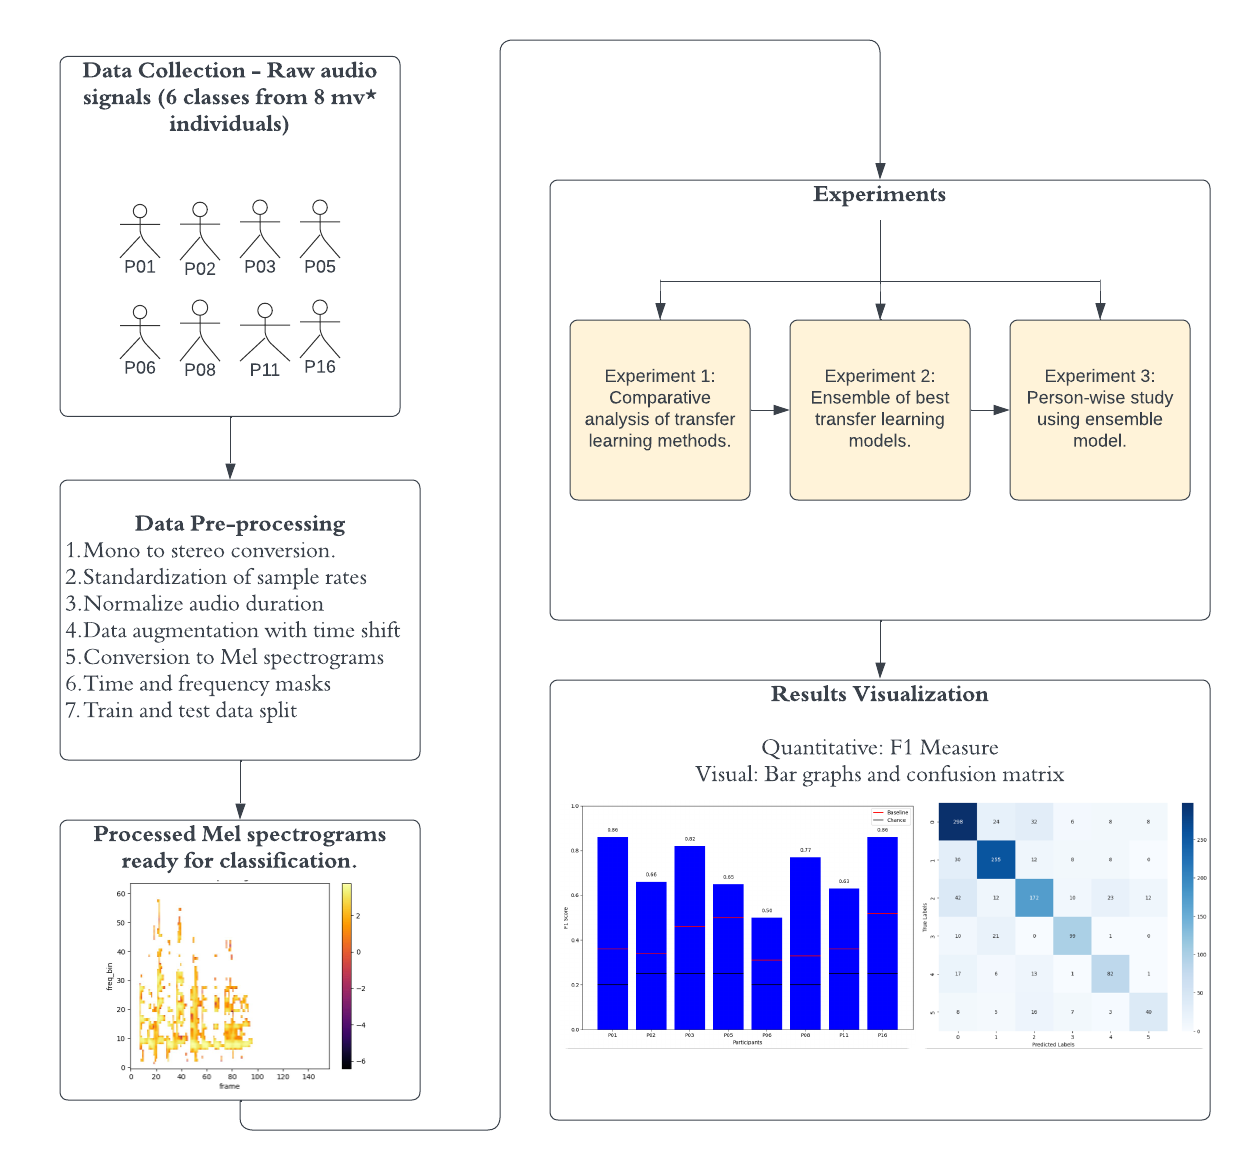 Data Collection - Raw audio
signals (6 classes from 8 mv*
individuals)
P01 P02 P03 P05
P06 P08 P11 P16
Data Pre-processing
1.Mono to stereo conversion.
2.Standardization of sample rates
3.Normalize audio duration
4.Data augmentation with time shift
5.Conversion to Mel spectrograms
6.Time and frequency masks
7.Train and test data split
Processed Mel spectrograms
ready for classification.
60
50
40
30
20
10
0
freq_bin
0 20 40 60 80 100 120 140
frame
2
0
−2
−4
−6
Experiments
Experiment 1:
Comparative
analysis of transfer
learning methods.
Experiment 2:
Ensemble of best
transfer learning
models.
Experiment 3:
Person-wise study
using ensemble
model.
Results Visualization
Quantitative: F1 Measure
Visual: Bar graphs and confusion matrix
1.0
0.8
0.6
0.4
0.2
0.0
F1 Score
Baseline
Chance
0.86 0.66 0.82 0.65 0.50 0.77 0.63 0.86
P01 P02 P03 P05 P06 P08 P11 P16
Participants
True Labels
0 298 24 32 6 8 8
1 30 255 12 8 0
2 42 12 172 10 23 12
3 10 21 0 99 1 0
4 17 6 13 1 82 1
5 16 7 3 40
0 1 2 3 4 5
Predicted Labels
250
200
150
100
50
0